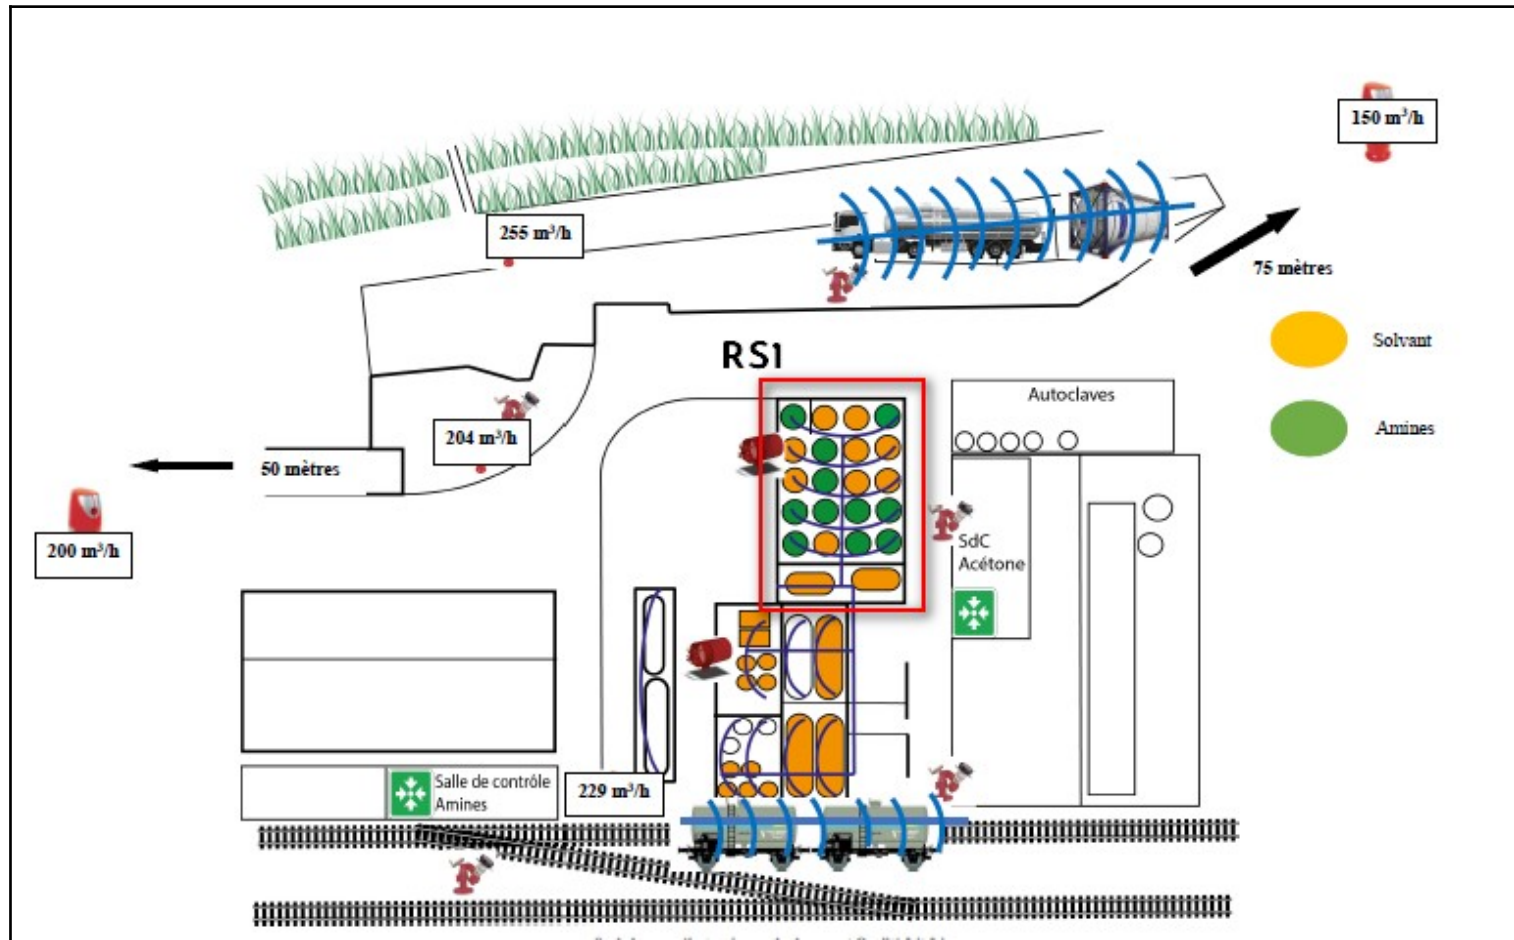 150 m³/h
255 m³/h
75 mètres
RS1
Solvant
Autoclaves
204 m³/h
Amines
50 mètres
200 m³/h
SdC
Acétone
Salle de contrôle
Amines
229 m³/h